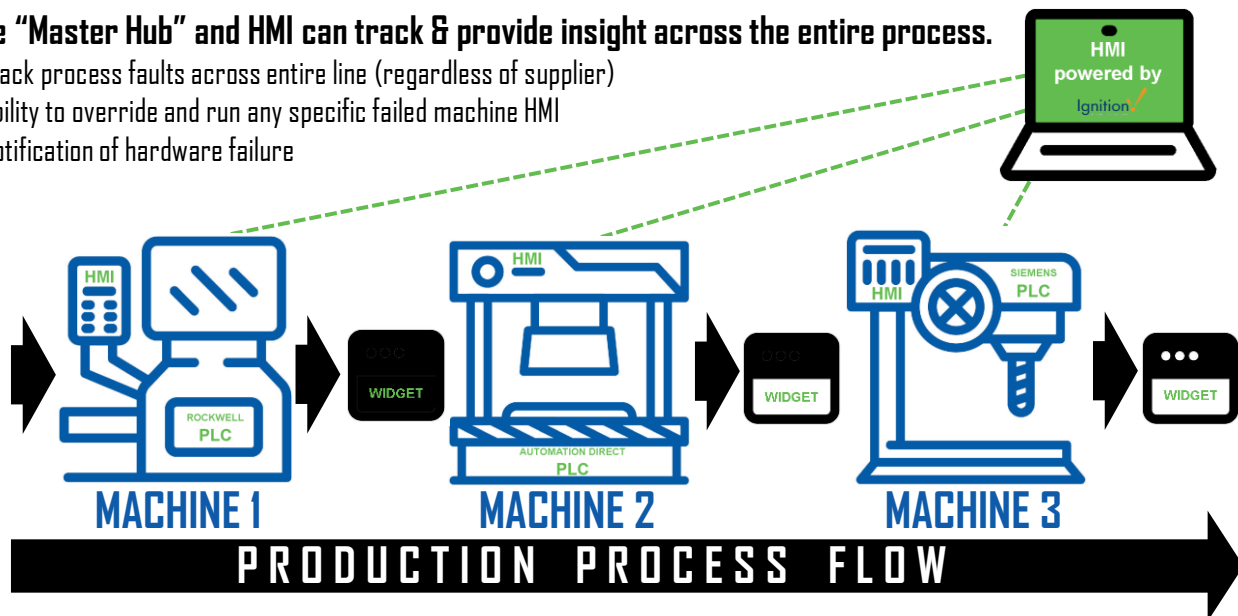 e “Master Hub” and HMI can track & provide insight across the entire process.
ack process faults across entire line (regardless of supplier)
bility to override and run any specific failed machine HMI
otification of hardware failure
HMI
powered by
Ignition
HMI
ROCKWELL
PLC
MACHINE 1
WIDGET
HMI
AUTOMATION DIRECT
PLC
MACHINE 2
WIDGET
HMI
SIEMENS
PLC
MACHINE 3
WIDGET
PRODUCTION PROCESS FLOW